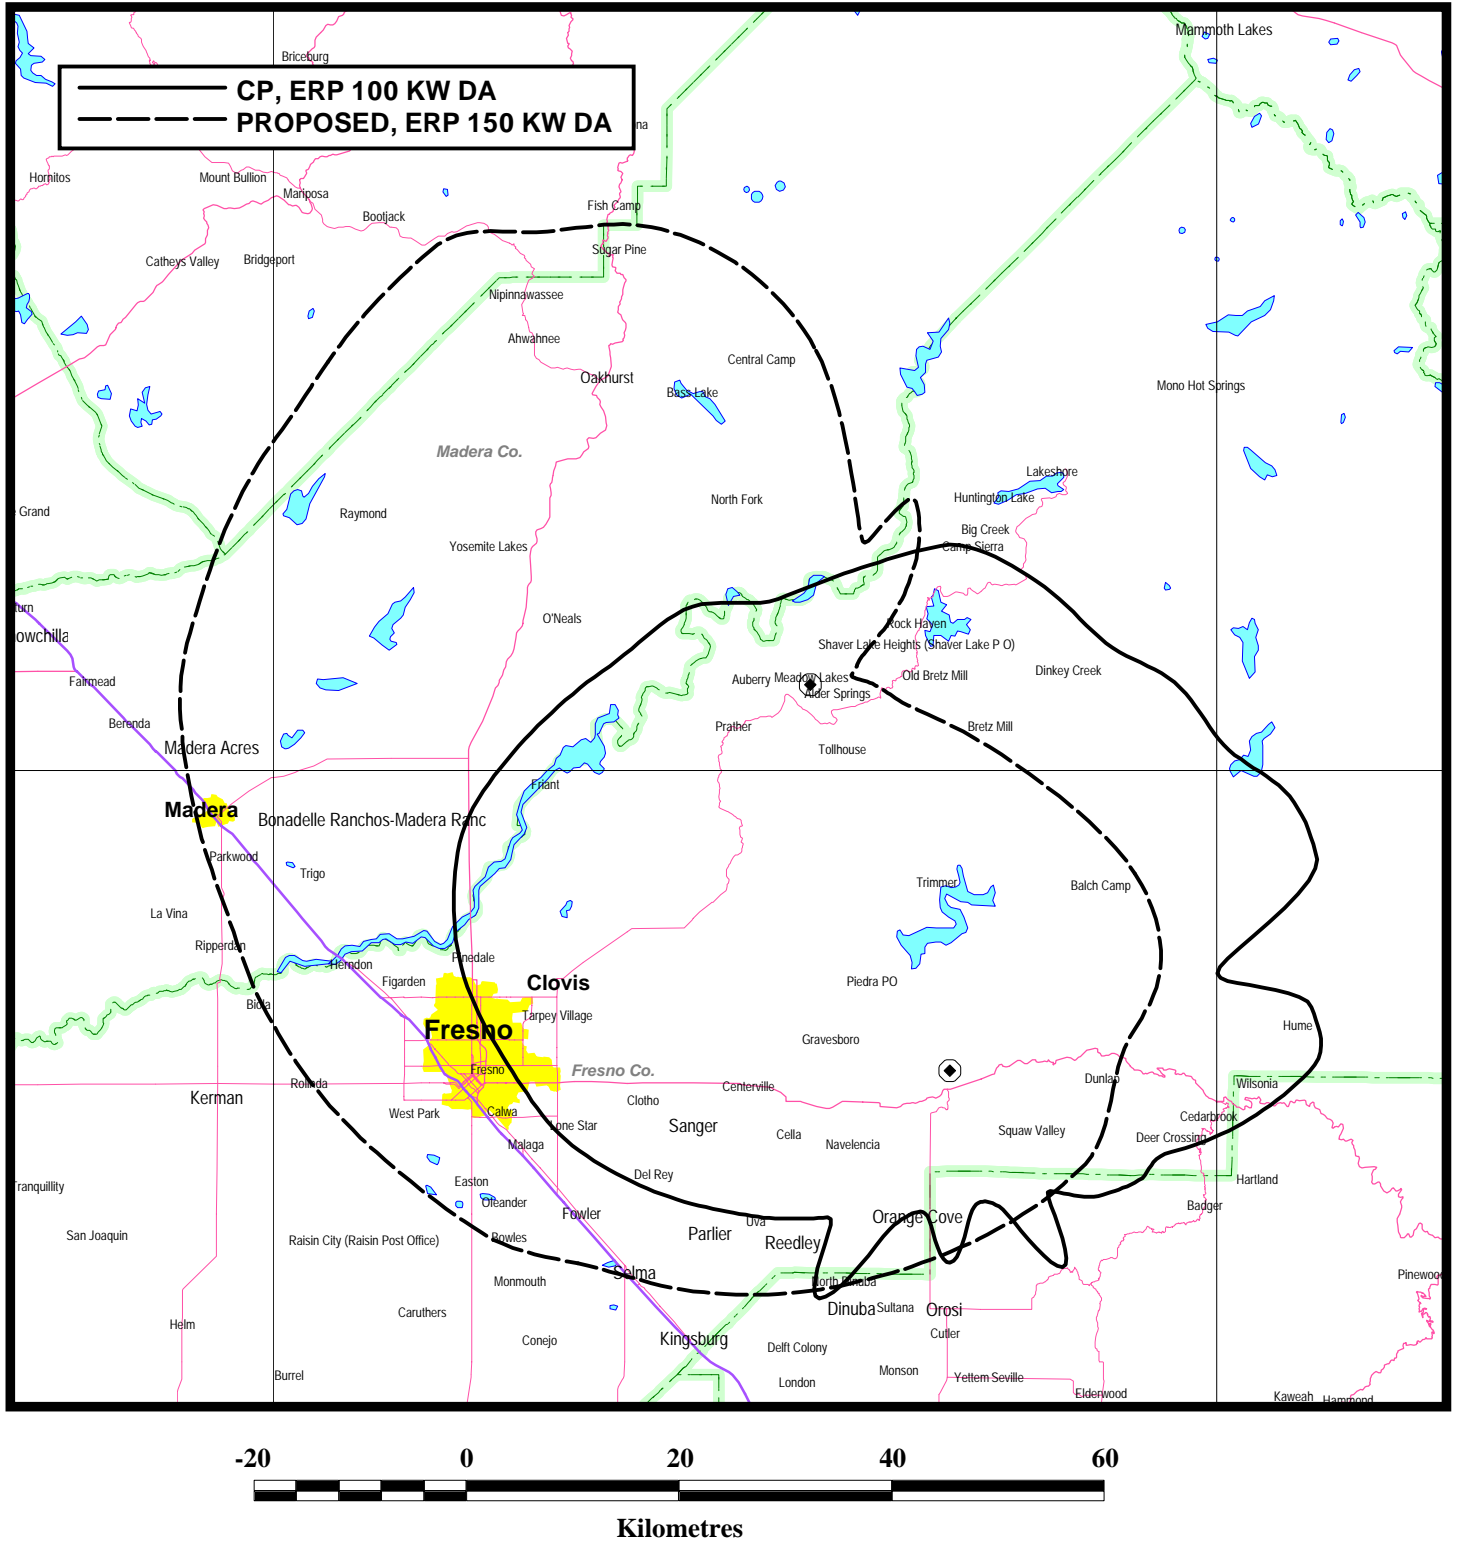 Mammoth Lakes
Briceburg
CP, ERP 100 KW DA
PROPOSED, ERP 150 KW DA
na
Hornitos
Mount Bullion
Mariposa
Bootjack
Fish Camp
Sugar Pine
Catheys Valley
Bridgeport
Nipinnawassee
Ahwahnee
Central Camp
Oakhurst
Bass Lake
Mono Hot Springs
Madera Co.
Lakeshore
Huntington Lake
North Fork
e Grand
Raymond
Big Creek
Camp Sierra
Yosemite Lakes
turn
O'Neals
Rock Haven
owchilla
Shaver Lake Heights (Shaver Lake P O)
Dinkey Creek
Fairmead
Auberry
Meadow Lakes
Old Bretz Mill
Alder Springs
Berenda
Prather
Bretz Mill
Madera Acres
Tollhouse
Friant
Madera
Bonadelle Ranchos-Madera Ranc
Parkwood
Trigo
Trimmer
Balch Camp
La Vina
Ripperdan
Herndon
Pinedale
Figarden
Clovis
Piedra PO
Biola
Tarpey Village
Fresno
Hume
Gravesboro
Fresno
Fresno Co.
Rolinda
Centerville
Dunlap
Wilsonia
Kerman
West Park
Calwa
Clotho
Cedarbrook
Lone Star
Sanger
Cella
Squaw Valley
Deer Crossing
Malaga
Navelencia
Del Rey
Tranquillity
Easton
Hartland
Oleander
Fowler
Badger
San Joaquin
Raisin City (Raisin Post Office)
Bowles
Parlier
Uva
Orange Cove
Reedley
Selma
Monmouth
North Dinuba
Pinewood
Caruthers
Dinuba
Sultana
Orosi
Helm
Conejo
Kingsburg
Cutler
Delft Colony
Burrel
London
Monson
Yettem Seville
Elderwood
Kaweah
Hammond
-20 0 20 40 60
Kilometres